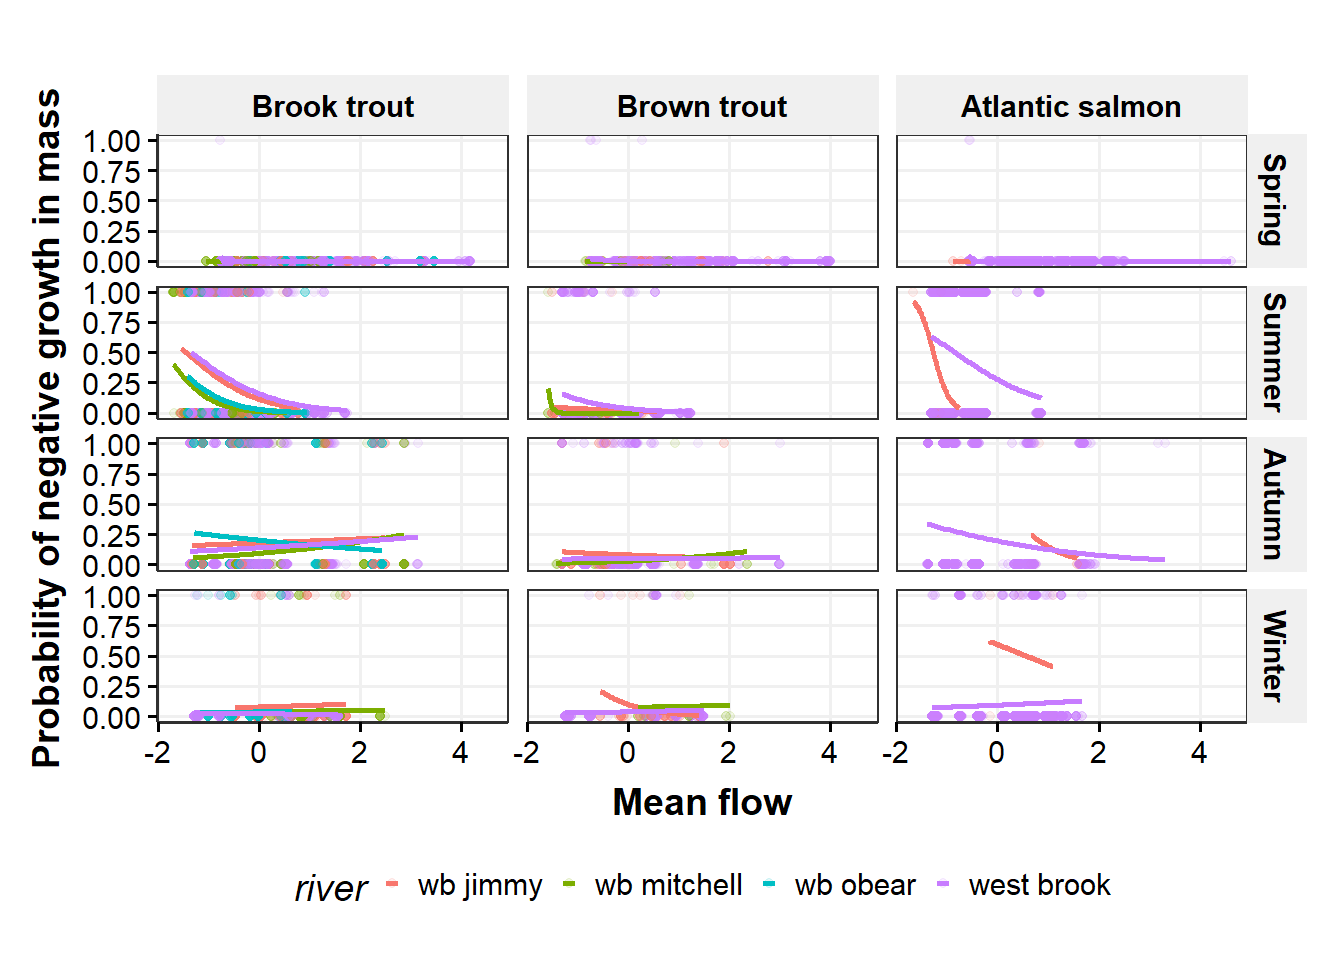 Brook trout Brown trout Atlantic salmon
Probability of negative growth in mass
1.00
0.75
0.50
0.25
0.00
Spring
1.00
0.75
0.50
0.25
0.00
Summer
1.00
0.75
0.50
0.25
0.00
Autumn
1.00
0.75
0.50
0.25
0.00
Winter
-2 0 2 4 -2 0 2 4 -2 0 2 4
Mean flow
river wb jimmy wb mitchell wb obear west brook